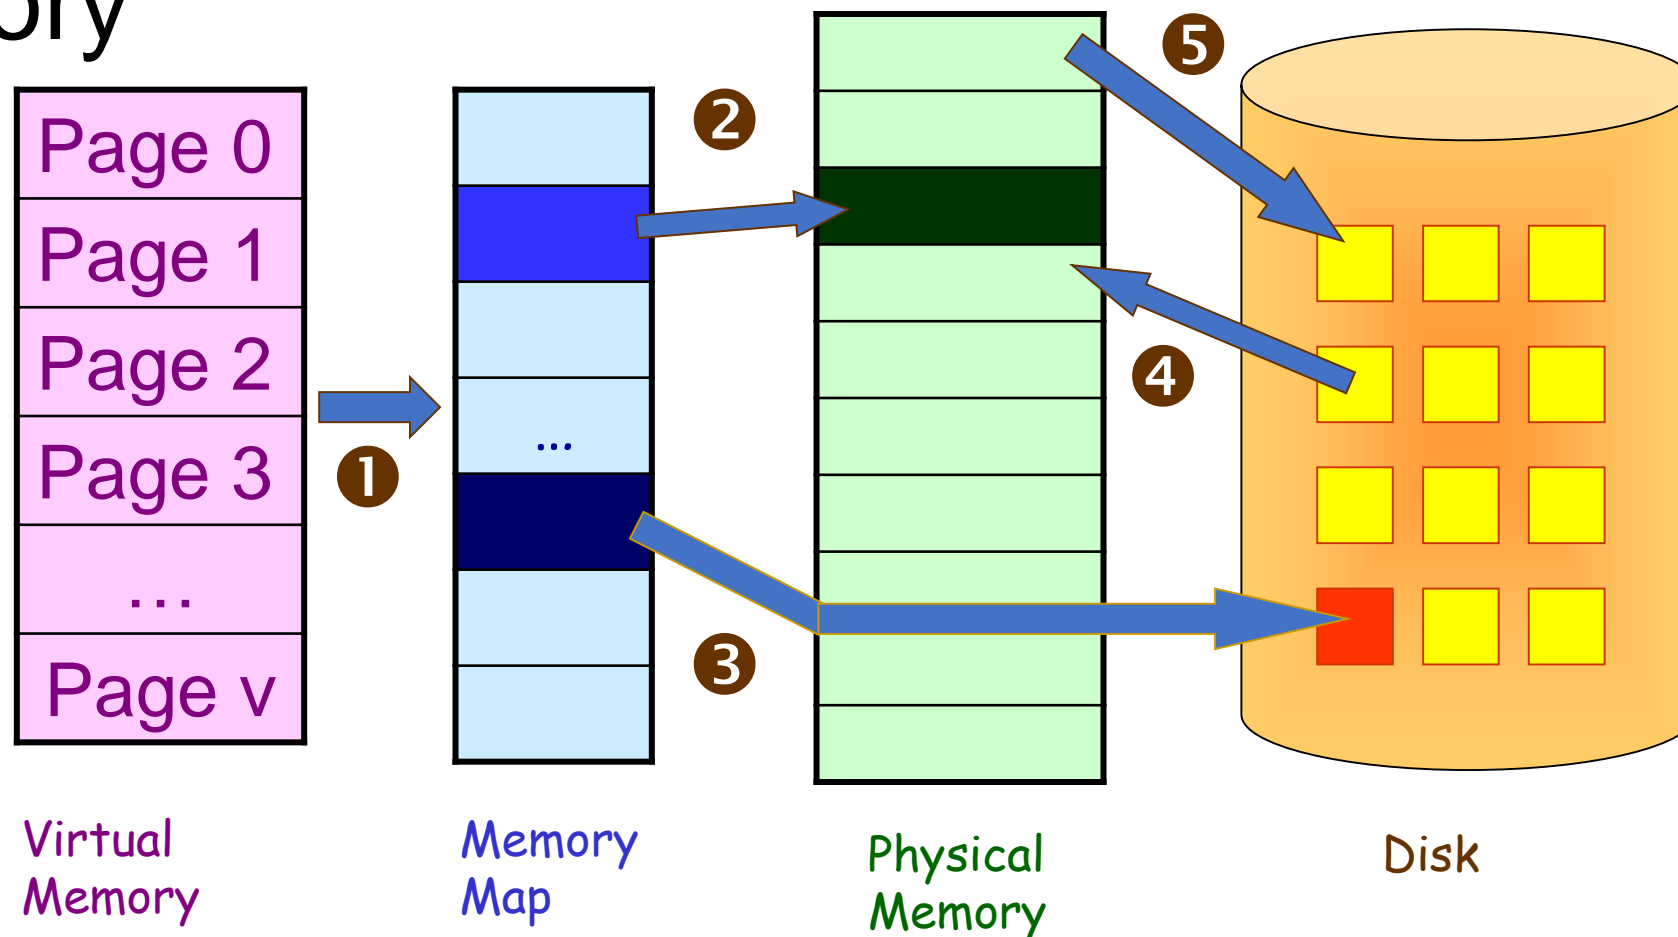 ory
Page 0
Page 1
Page 2
Page 3
...
Page v
1
...
2
3
4
5
Virtual
Memory
Memory
Map
Physical
Memory
Disk